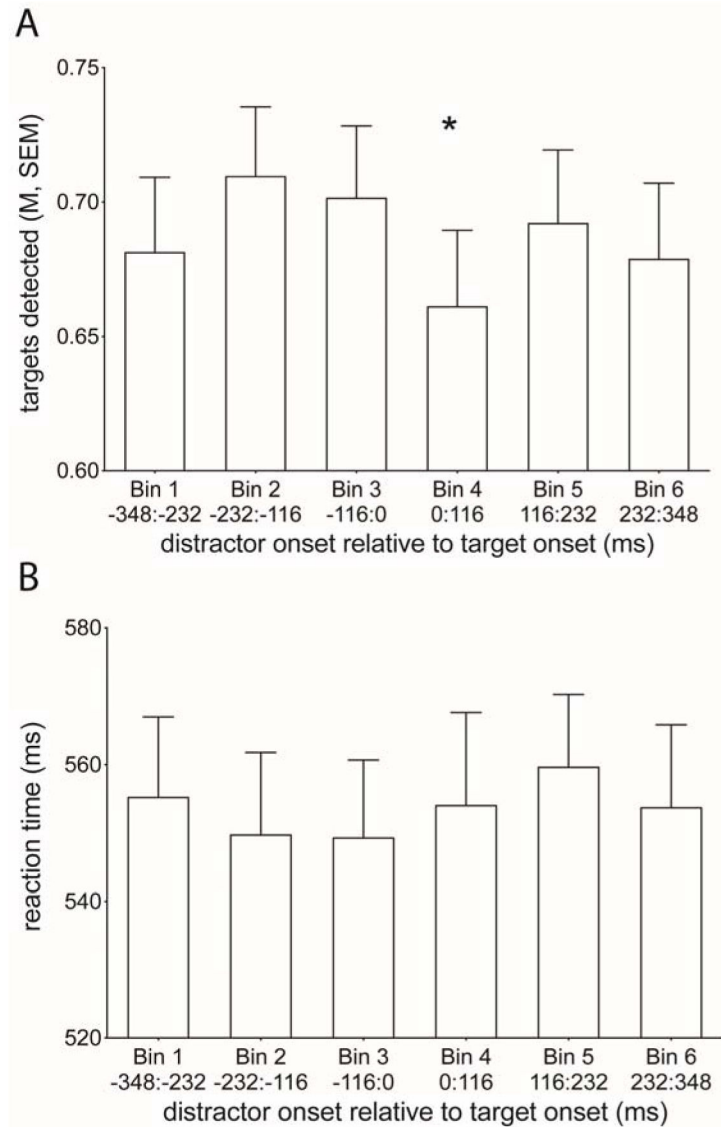 A
targets detected (M, SEM)
0.75
0.70
0.65
0.60
*
Bin 1 Bin 2 Bin 3 Bin 4 Bin 5 Bin 6
-348:-232 -232:-116 -116:0 0:116 116:232 232:348
distractor onset relative to target onset (ms)
B
reaction time (ms)
580
560
540
520
Bin 1 Bin 2 Bin 3 Bin 4 Bin 5 Bin 6
-348:-232 -232:-116 -116:0 0:116 116:232 232:348
distractor onset relative to target onset (ms)